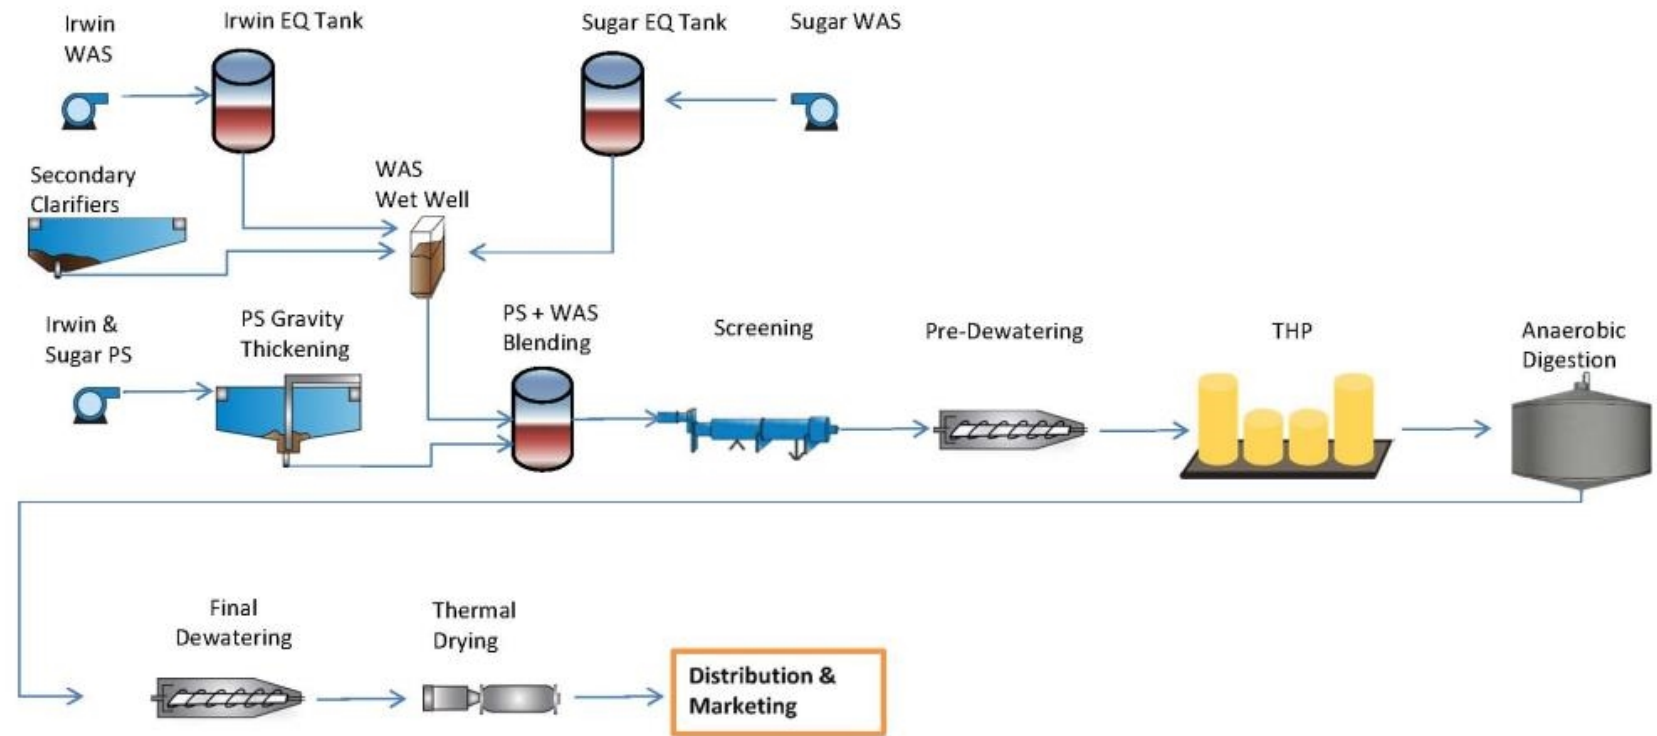 Irwin
WAS
Irwin EQ Tank
Sugar EQ Tank
Sugar WAS
Secondary
Clarifiers
WAS
Wet Well
Irwin &
Sugar PS
PS Gravity
Thickening
PS + WAS
Blending
Screening
Pre-Dewatering
THP
Anaerobic
Digestion
Final
Dewatering
Thermal
Drying
Distribution &
Marketing